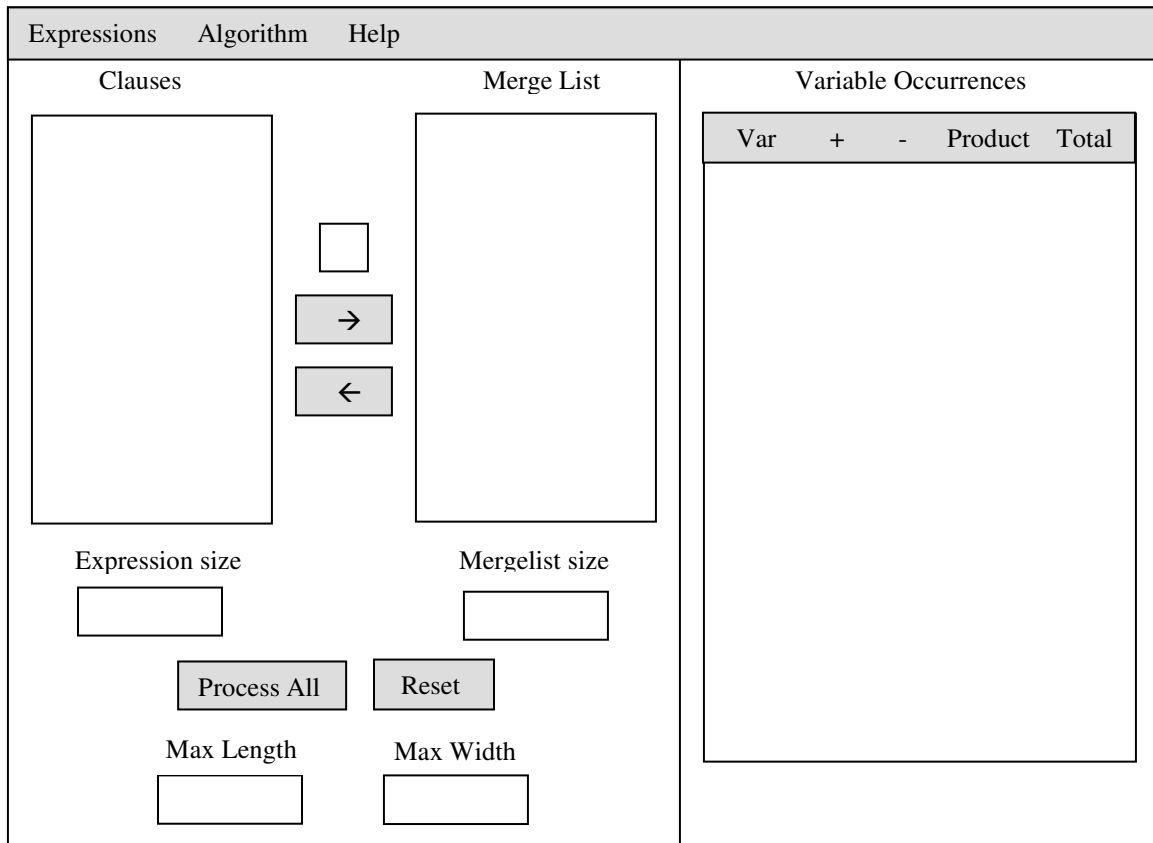 Expressions Algorithm Help
Clauses Merge List Variable Occurrences
Var + - Product Total
→
←
Expression size Mergelist size
Process All Reset
Max Length Max Width